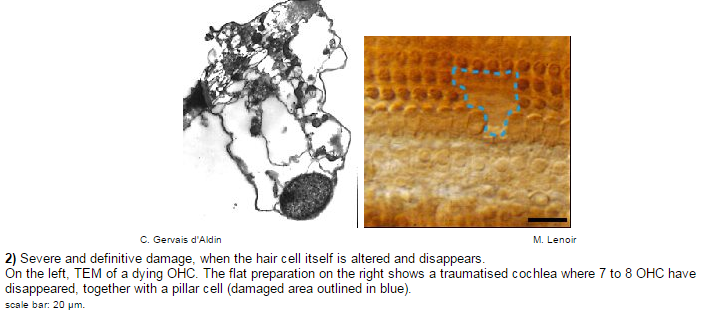 C. Gervais d'Aldin
M. Lenoir
2) Severe and definitive damage, when the hair cell itself is altered and disappears.
On the left, TEM of a dying OHC. The flat preparation on the right shows a traumatised cochlea where 7 to 8 OHC have
disappeared, together with a pillar cell (damaged area outlined in blue).
scale bar: 20 µm.